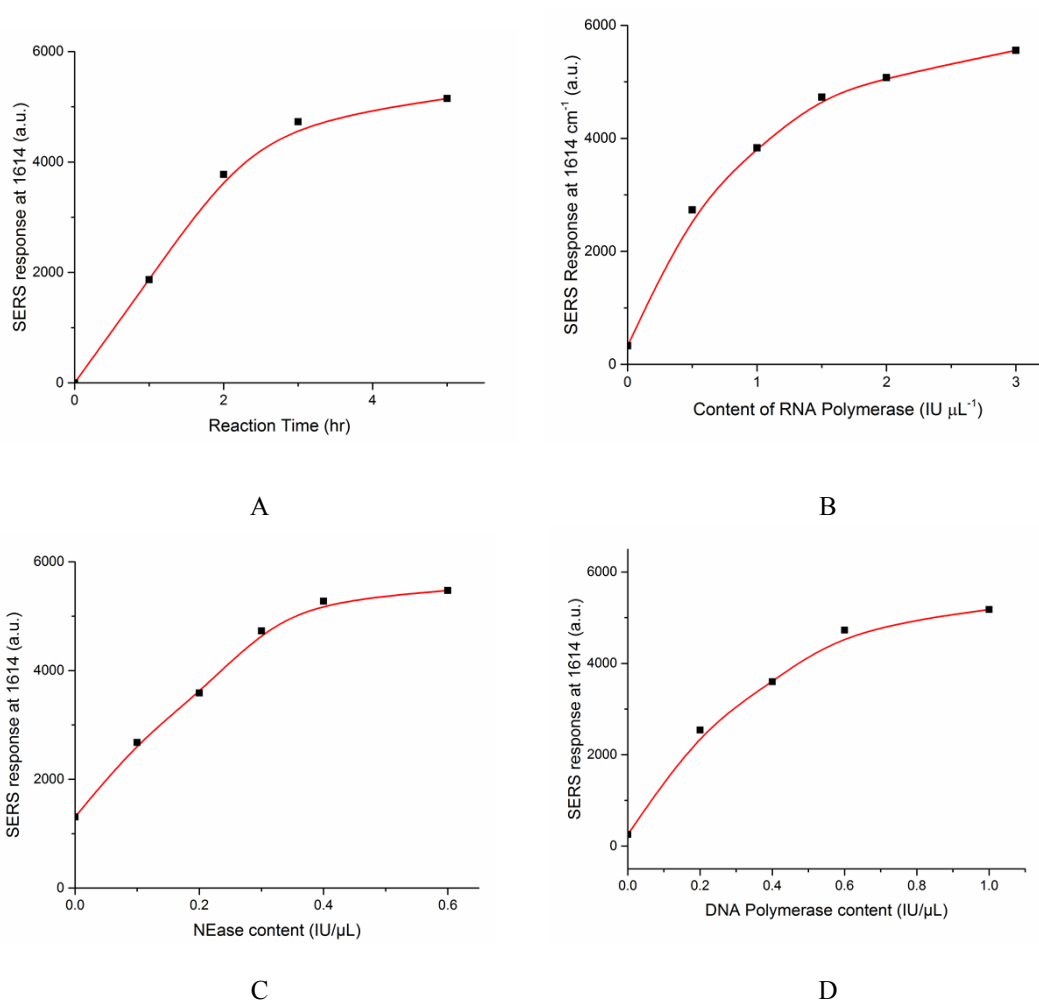 6000
4000
2000
0
0
2
4
SERS response at 1614 (a.u.)
Reaction Time (hr)
A
6000
4000
2000
0
0
1
2
3
SERS Response at 1614 cm⁻¹ (a.u.)
Content of RNA Polymerase (IU μL⁻¹)
B
6000
4000
2000
0
0.0
0.2
0.4
0.6
SERS response at 1614 (a.u.)
NEase content (IU/µL)
C
6000
4000
2000
0
0.0
0.2
0.4
0.6
0.8
1.0
SERS response at 1614 (a.u.)
DNA Polymerase content (IU/µL)
D